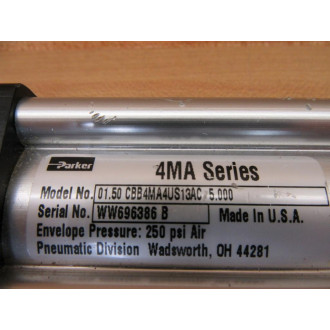 Parker
4MA Series
Model No. 01.50 CBB4MA4US13AC 5.000
Serial No. WW696386 B Made In U.S.A.
Envelope Pressure: 250 psi Air
Pneumatic Division Wadsworth, OH 44281